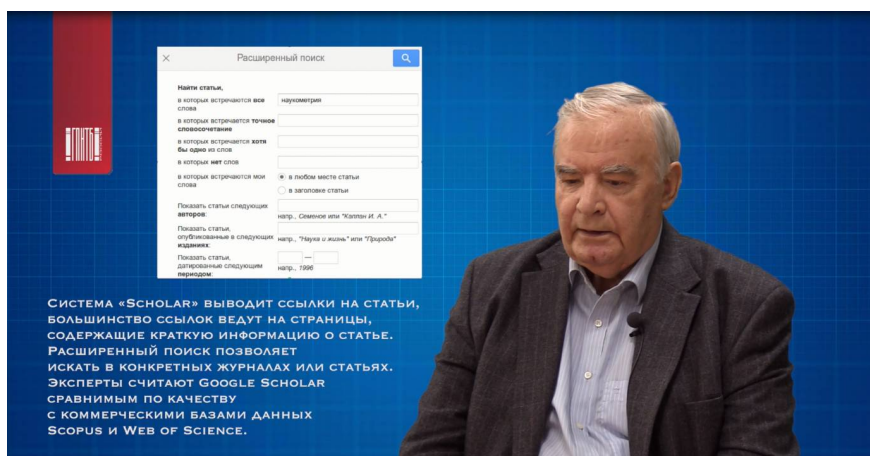 Расширенный поиск
Найти статьи,
в которых встречаются все
слова
наукометрия
в которых встречается точное
словосочетание
в которых встречается хотя
бы одно из слов
в которых нет слов
в которых встречаются мои
слова
в любом месте статьи
в заголовке статьи
Показать статьи следующих
авторов:
напр., Семенов или "Каплан И. А."
Показать статьи,
опубликованные в следующих
изданиях:
напр., "Наука и жизнь" или "Природа"
Показать статьи,
датированные следующим
периодом:
—
напр., 1996
ГПНТБ
Система «Scholar» выводит ссылки на статьи,
большинство ссылок ведут на страницы,
содержащие краткую информацию о статье.
Расширенный поиск позволяет
искать в конкретных журналах или статьях.
Эксперты считают Google Scholar
сравнимым по качеству
с коммерческими базами данных
Scopus и Web of Science.